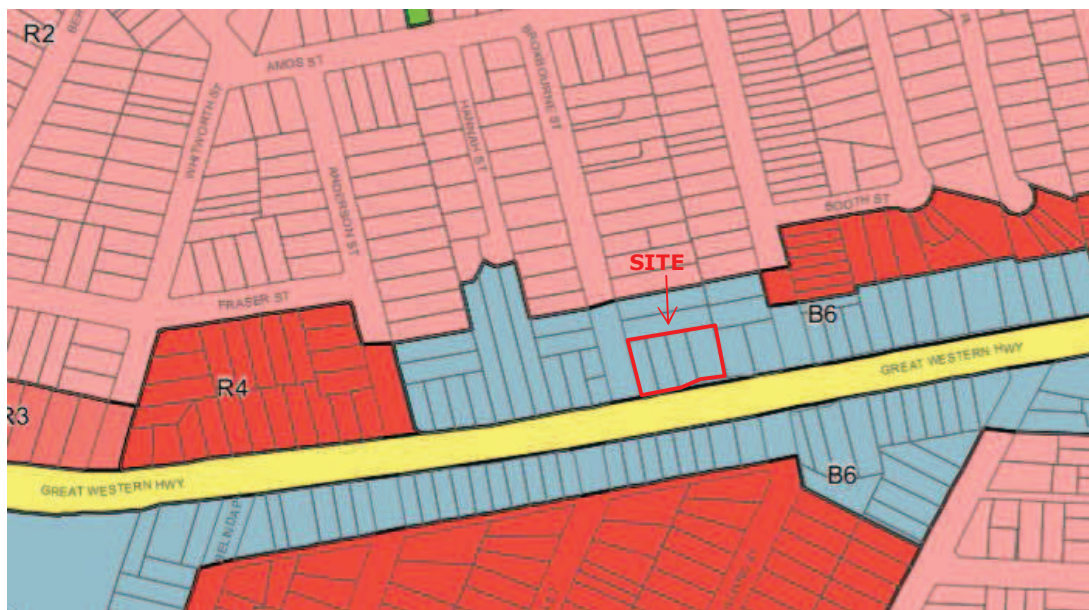 R2
AMOS ST
WHITWORTH ST
HANNAH ST
BROXBOURNE ST
ANDERSON ST
BOOTH ST
SITE
FRASER ST
B6
GREAT WESTERN HWY
R4
R3
B6
GREAT WESTERN HWY